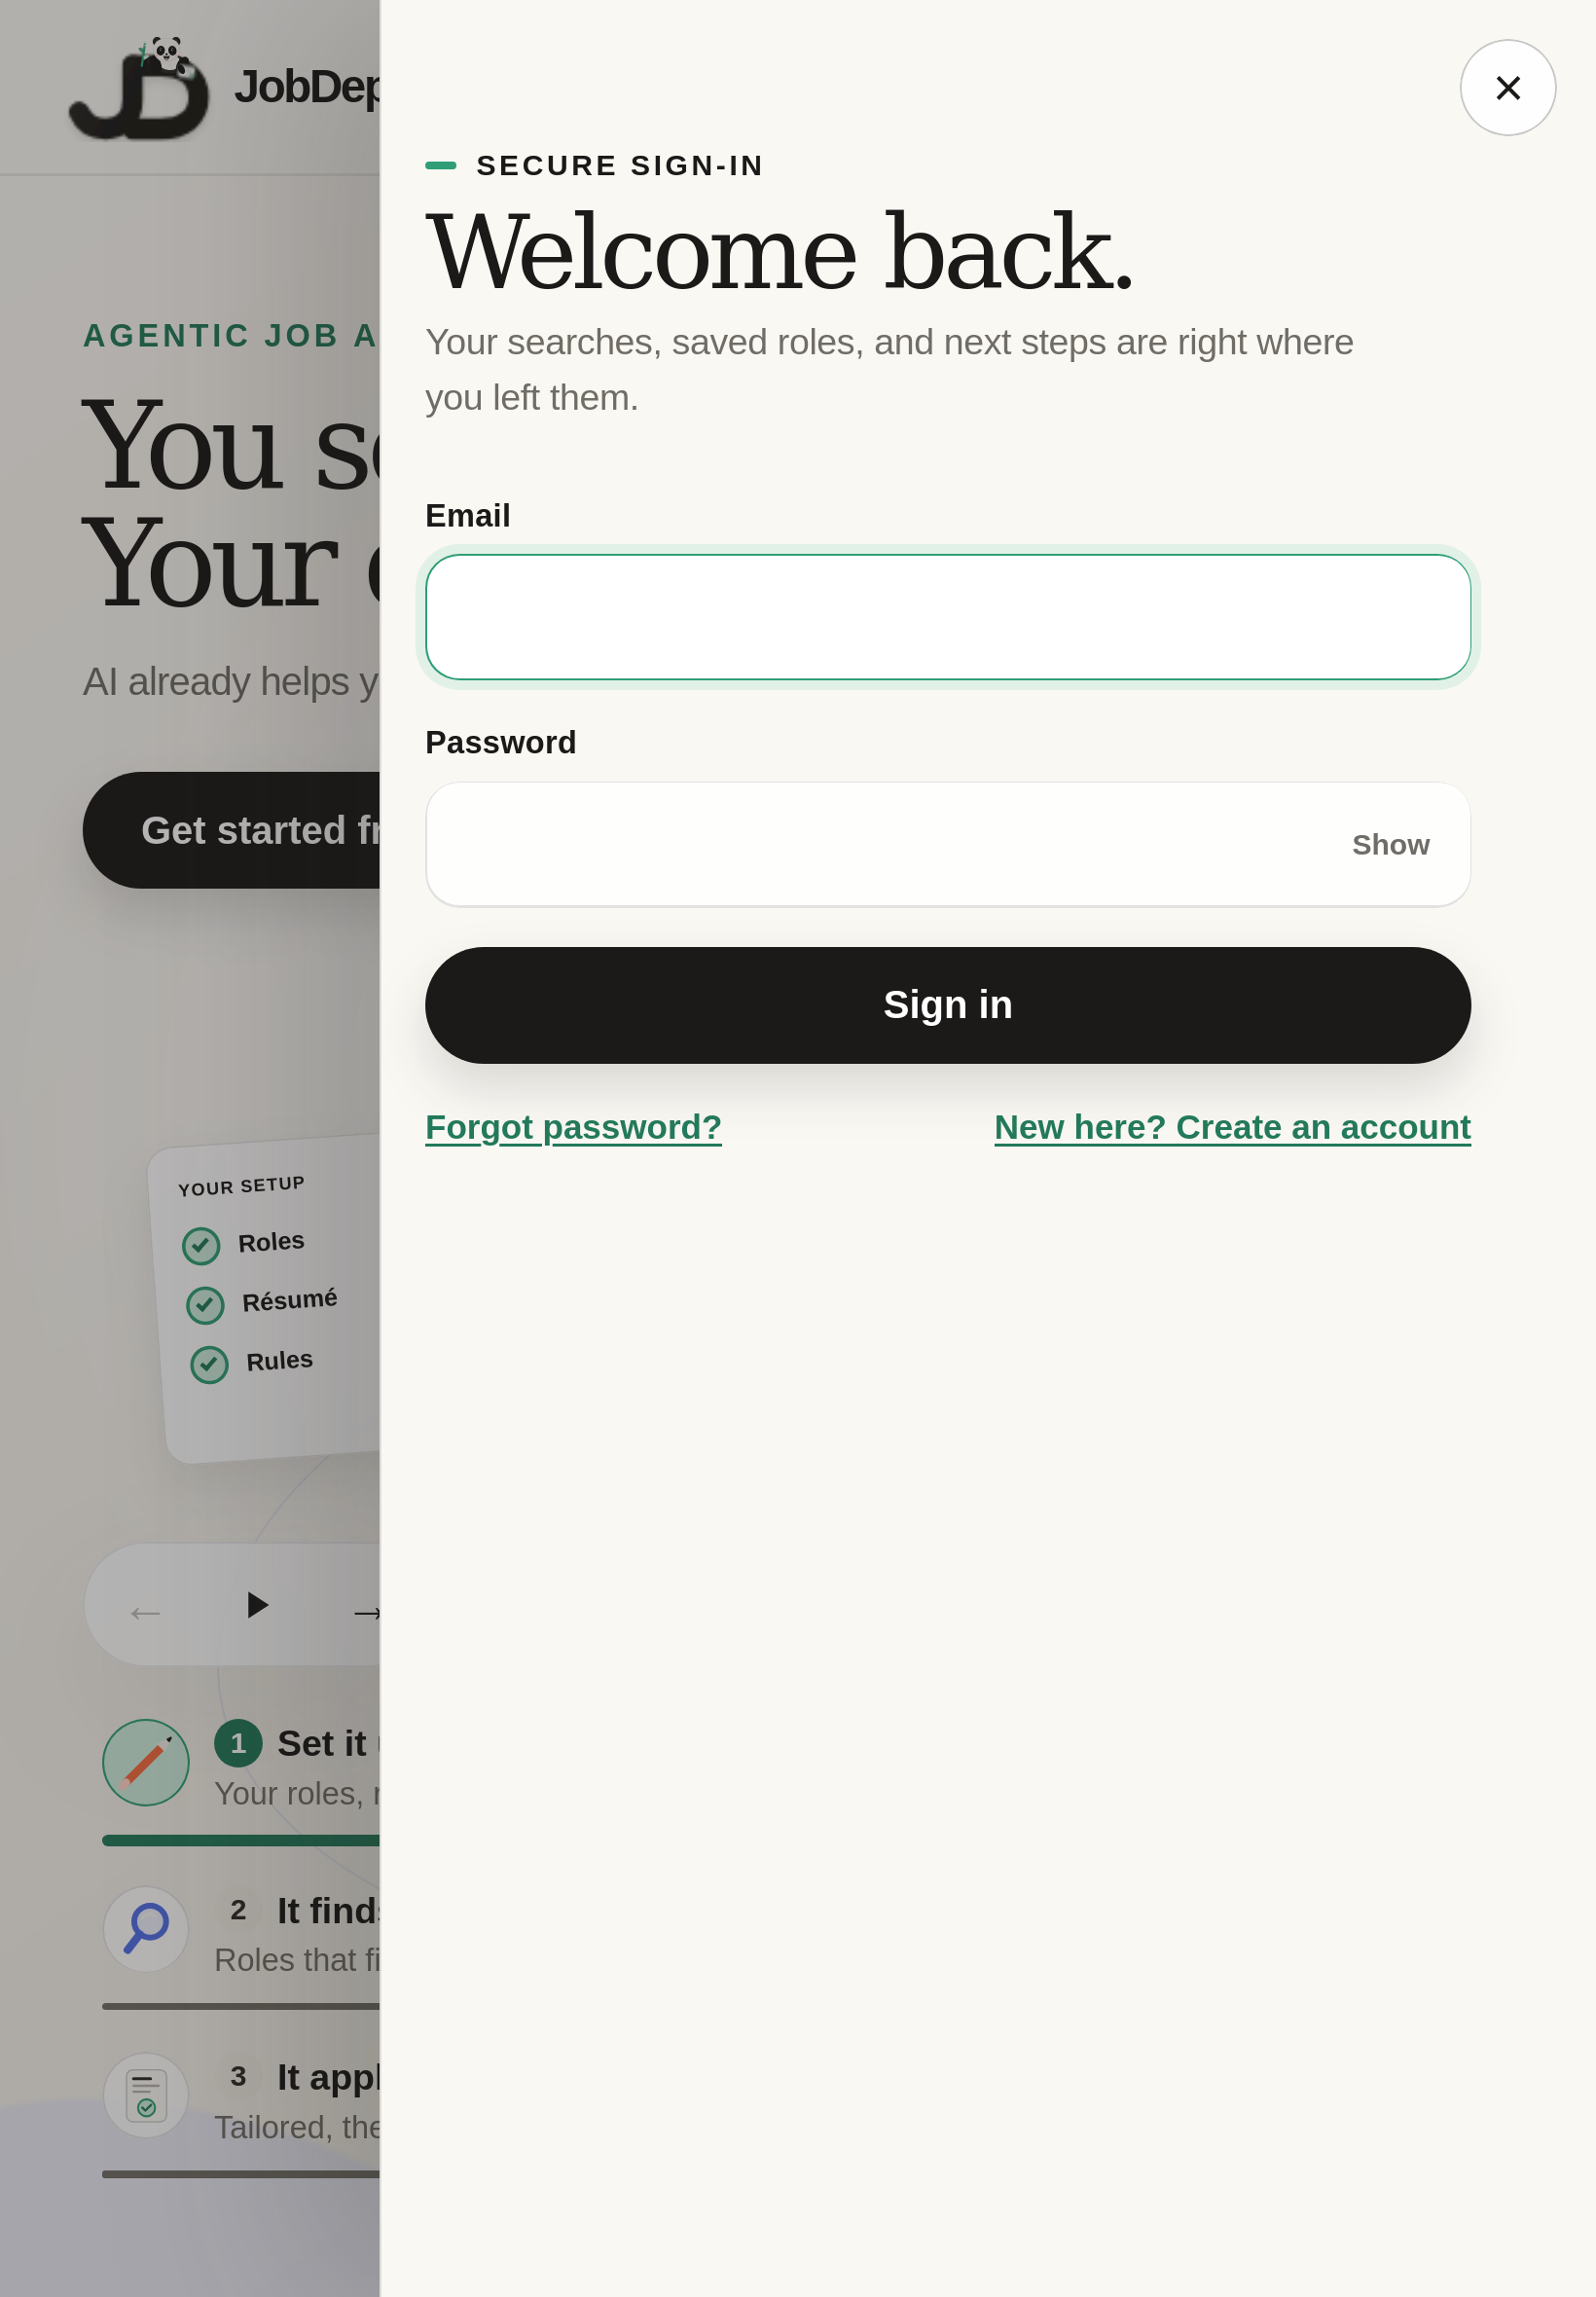 JobDep
AGENTIC JOB A
You s
Your
AI already helps y
Get started fr
YOUR SETUP
Roles
Résumé
Rules
←
→
1 Set it
Your roles, r
2 It finds
Roles that fi
3 It appl
Tailored, the
×
SECURE SIGN-IN
Welcome back.
Your searches, saved roles, and next steps are right where
you left them.
Email
Password
Show
Sign in
Forgot password?
New here? Create an account